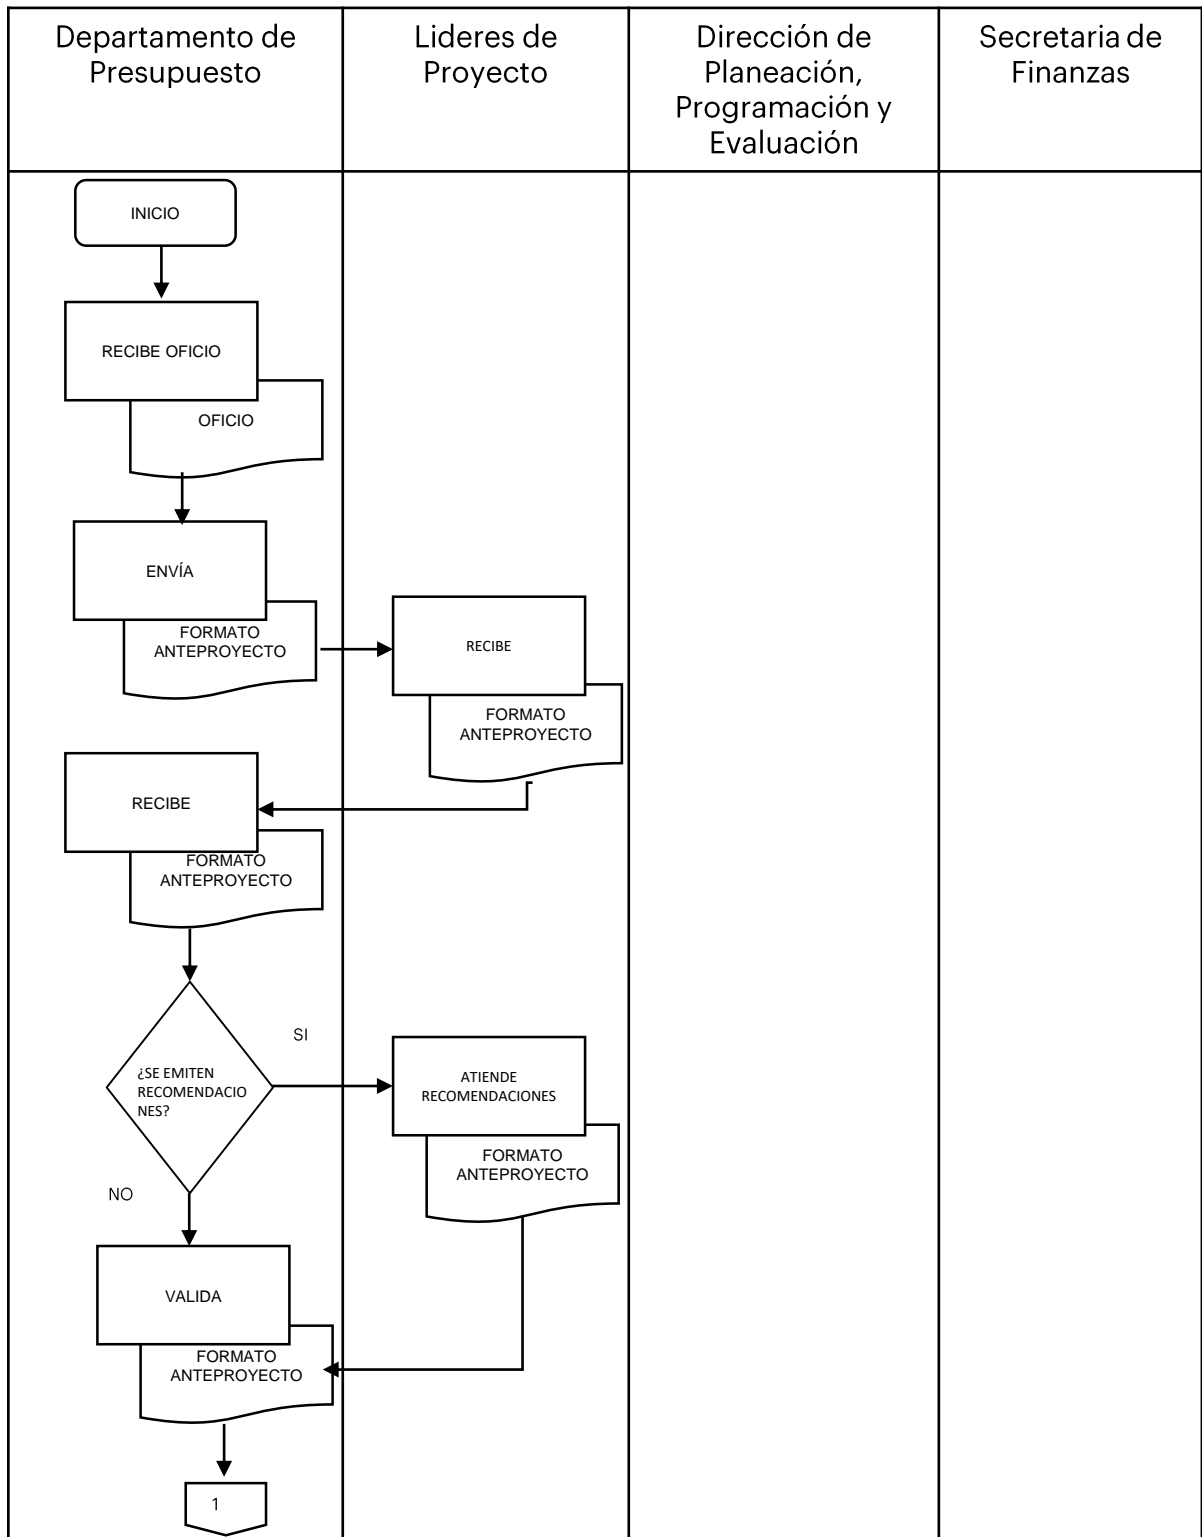 Departamento de
Presupuesto
Lideres de
Proyecto
Dirección de
Planeación,
Programación y
Evaluación
Secretaria de
Finanzas
INICIO
RECIBE OFICIO
OFICIO
ENVÍA
FORMATO
ANTEPROYECTO
RECIBE
FORMATO
ANTEPROYECTO
RECIBE
FORMATO
ANTEPROYECTO
¿SE EMITEN
RECOMENDACIO
NES?
SI
ATIENDE
RECOMENDACIONES
FORMATO
ANTEPROYECTO
NO
VALIDA
FORMATO
ANTEPROYECTO
1